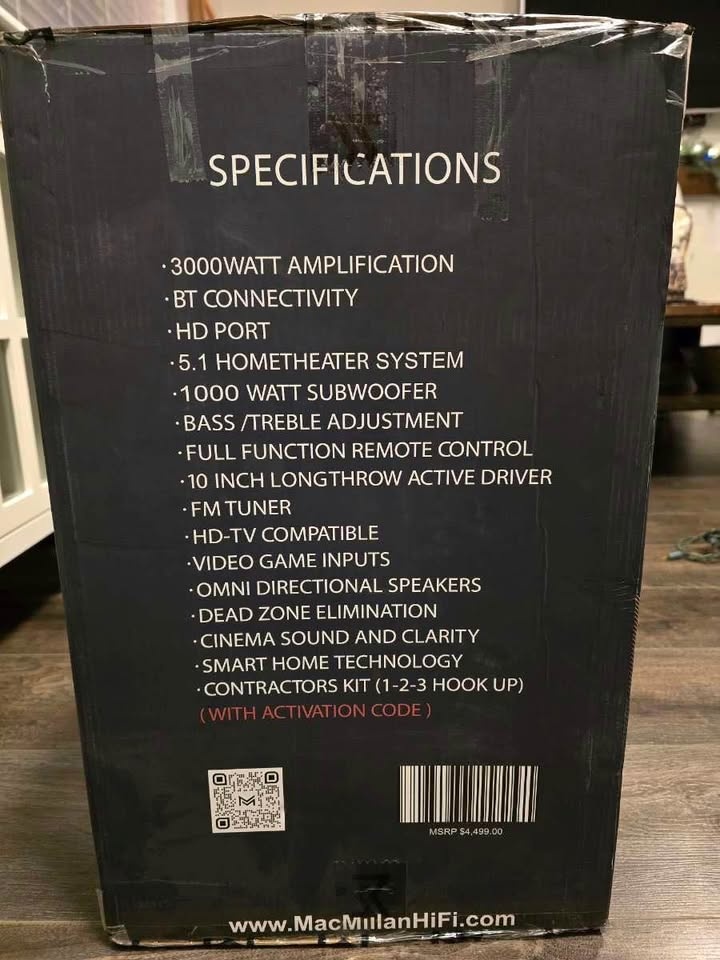 SPECIFICATIONS
·3000WATT AMPLIFICATION
·BT CONNECTIVITY
·HD PORT
·5.1 HOMETHEATER SYSTEM
·1000 WATT SUBWOOFER
·BASS /TREBLE ADJUSTMENT
·FULL FUNCTION REMOTE CONTROL
·10 INCH LONGTHROW ACTIVE DRIVER
·FM TUNER
·HD-TV COMPATIBLE
·VIDEO GAME INPUTS
·OMNI DIRECTIONAL SPEAKERS
·DEAD ZONE ELIMINATION
·CINEMA SOUND AND CLARITY
·SMART HOME TECHNOLOGY
·CONTRACTORS KIT (1-2-3 HOOK UP)
(WITH ACTIVATION CODE )
MSRP $4,499.00
www.MacMillanHiFi.com